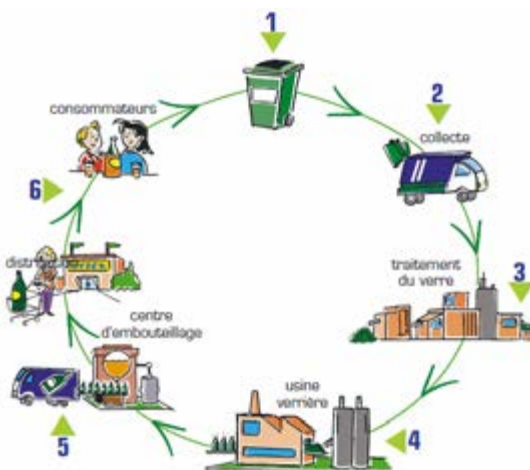 1
2
collecte
3
traitement
du verre
4
usine
verrière
5
centre
d'embouteillage
6
consommateurs